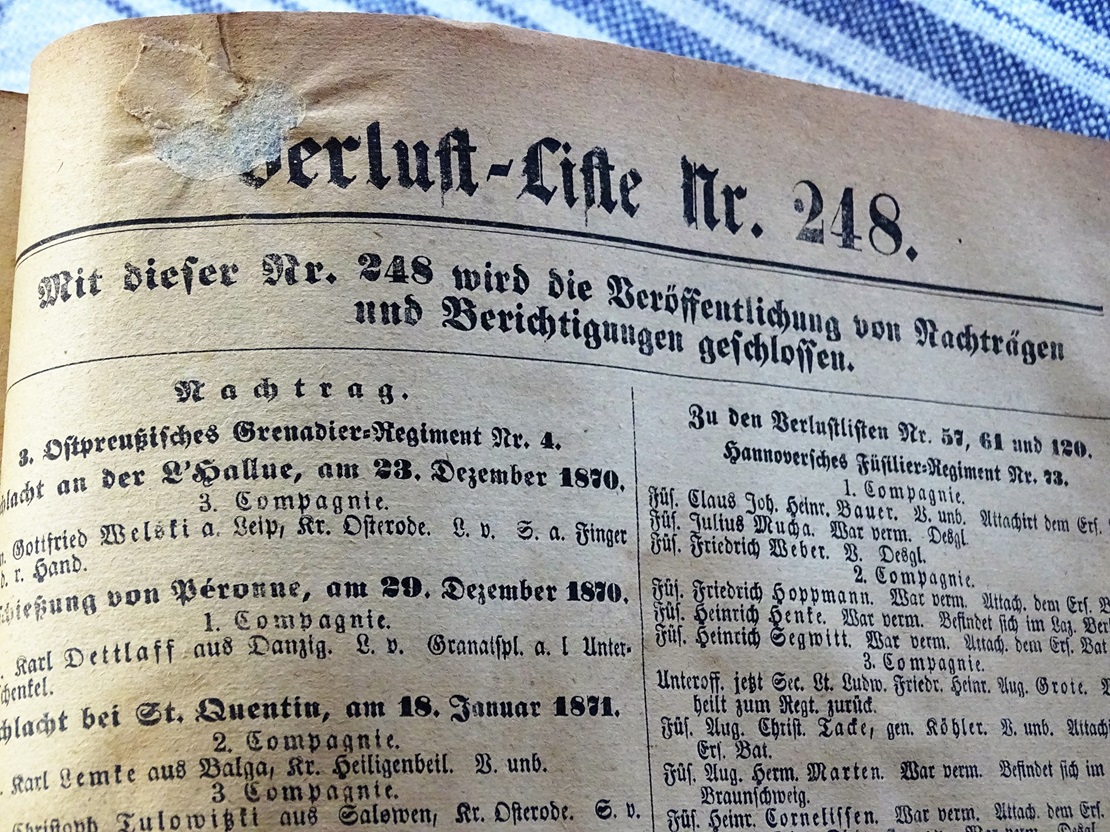 Verlust-Liste Nr. 248.
Mit dieser Nr. 248 wird die Veröffentlichung von Nachträgen
und Berichtigungen geschlossen.
Nachtrag.
3. Ostpreußisches Grenadier-Regiment Nr. 4.
chlacht an der L'Hallue, am 23. Dezember 1870.
3. Compagnie.
Gottfried Welski a. Leip, Kr. Osterode. L. v. S. a. Finger
d. r. Hand.
chießung von Péronne, am 29. Dezember 1870.
1. Compagnie.
Karl Dettlaff aus Danzig. L. v. Granatspl. a. l Unter-
schenkel.
chlacht bei St. Quentin, am 18. Januar 1871.
2. Compagnie.
Karl Lemke aus Balga, Kr. Heiligenbeil. V. unb.
3 Compagnie.
Christoph Tulowitzki aus Salewen, Kr. Osterode. S. v.
Zu den Verlustlisten Nr. 57, 61 und 120.
Hannoversches Füsilier-Regiment Nr. 73.
1. Compagnie.
Füs. Claus Joh. Heinr. Bauer. V. unb. Attachirt dem Ers.
Füs. Julius Mucha. War verm. Desgl.
Füs. Friedrich Weber. V. Desgl.
2. Compagnie.
Füs. Friedrich Hoppmann. War verm. Attach. dem Ers. B
Füs. Heinrich Henke. War verm. Befindet sich im Laz. Ver
Füs. Heinrich Segwitt. War verm. Attach. dem Ers. Bat
3. Compagnie.
Unteroff. jetzt Sec. Lt. Ludw. Friedr. Heinr. Aug. Grote.
heilt zum Regt. zurück.
Füs. Aug. Christ. Tacke, gen. Köhler. V. unb. Attachi
Ers. Bat.
Füs. Aug. Herm. Marten. War verm. Befindet sich im
Braunschweig.
Füs. Heinr. Cornelissen. War verm. Attach. dem Ers.